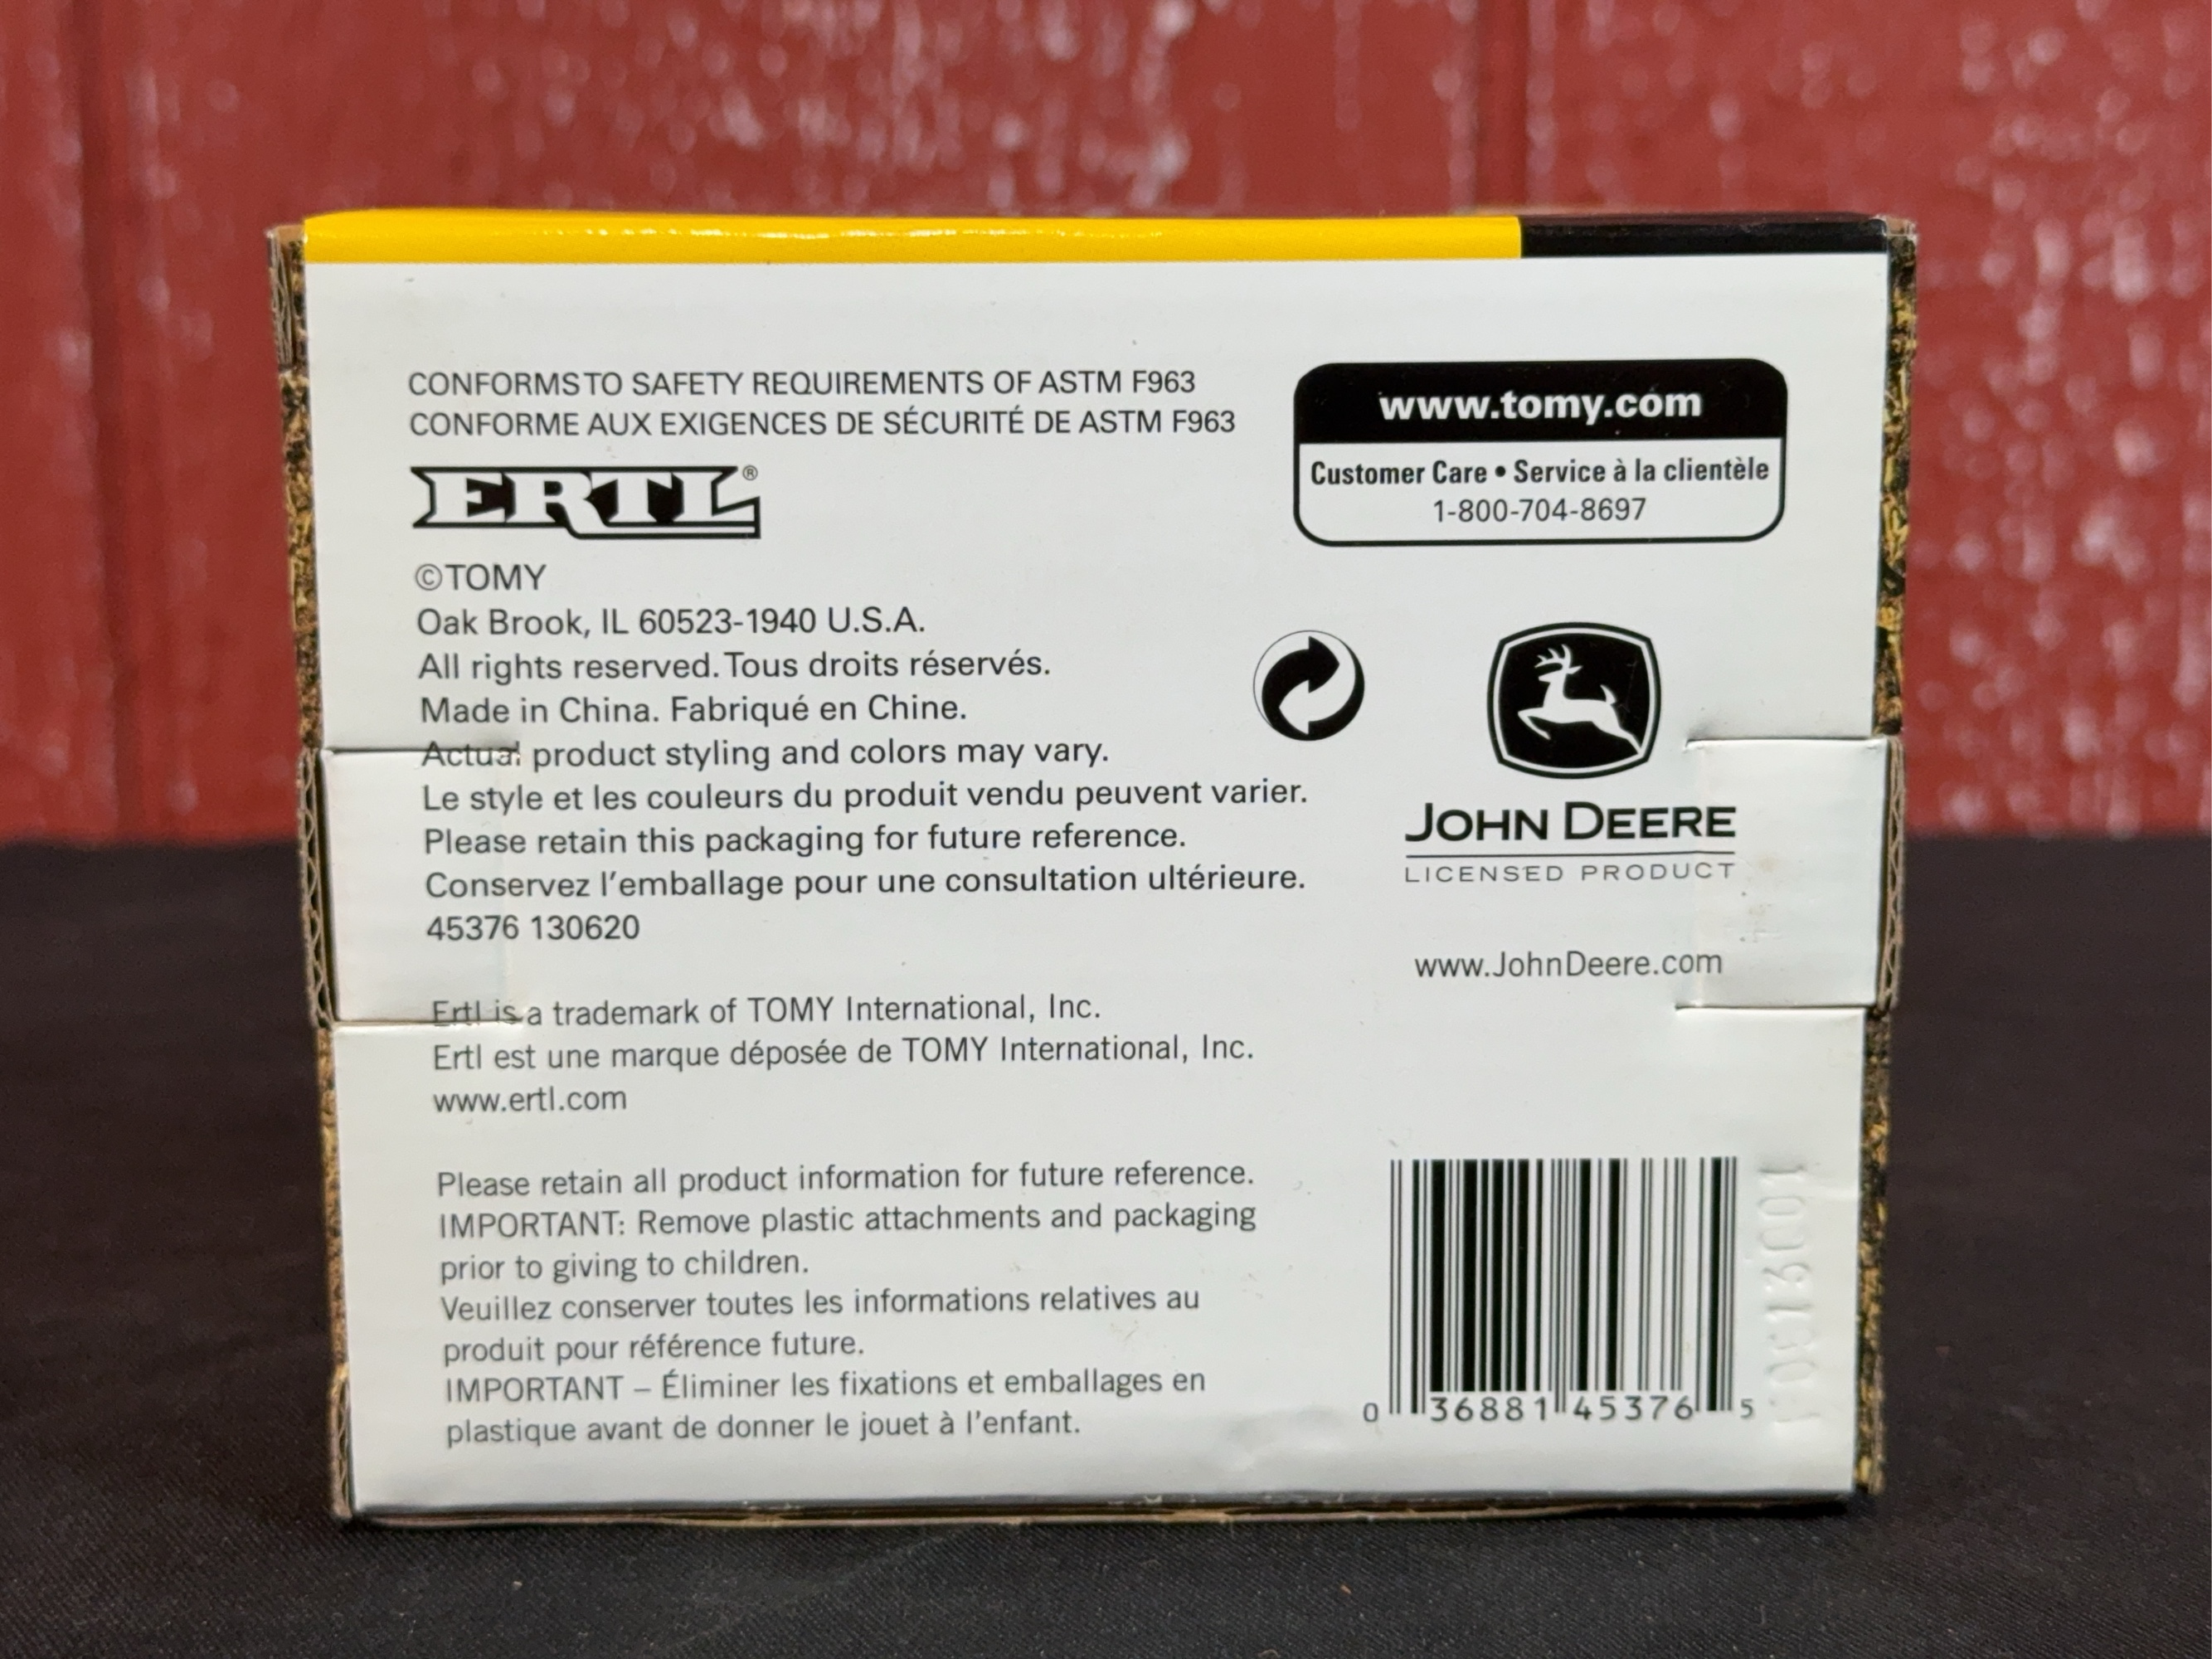 CONFORMS TO SAFETY REQUIREMENTS OF ASTM F963
CONFORME AUX EXIGENCES DE SÉCURITÉ DE ASTM F963
ERTL®
©TOMY
Oak Brook, IL 60523-1940 U.S.A.
All rights reserved. Tous droits réservés.
Made in China. Fabriqué en Chine.
Actual product styling and colors may vary.
Le style et les couleurs du produit vendu peuvent varier.
Please retain this packaging for future reference.
Conservez l'emballage pour une consultation ultérieure.
45376 130620
Ertl is a trademark of TOMY International, Inc.
Ertl est une marque déposée de TOMY International, Inc.
www.ertl.com
Please retain all product information for future reference.
IMPORTANT: Remove plastic attachments and packaging
prior to giving to children.
Veuillez conserver toutes les informations relatives au
produit pour référence future.
IMPORTANT – Éliminer les fixations et emballages en
plastique avant de donner le jouet à l'enfant.
www.tomy.com
Customer Care • Service à la clientèle
1-800-704-8697
JOHN DEERE
LICENSED PRODUCT
www.JohnDeere.com
0 36881 45376 5